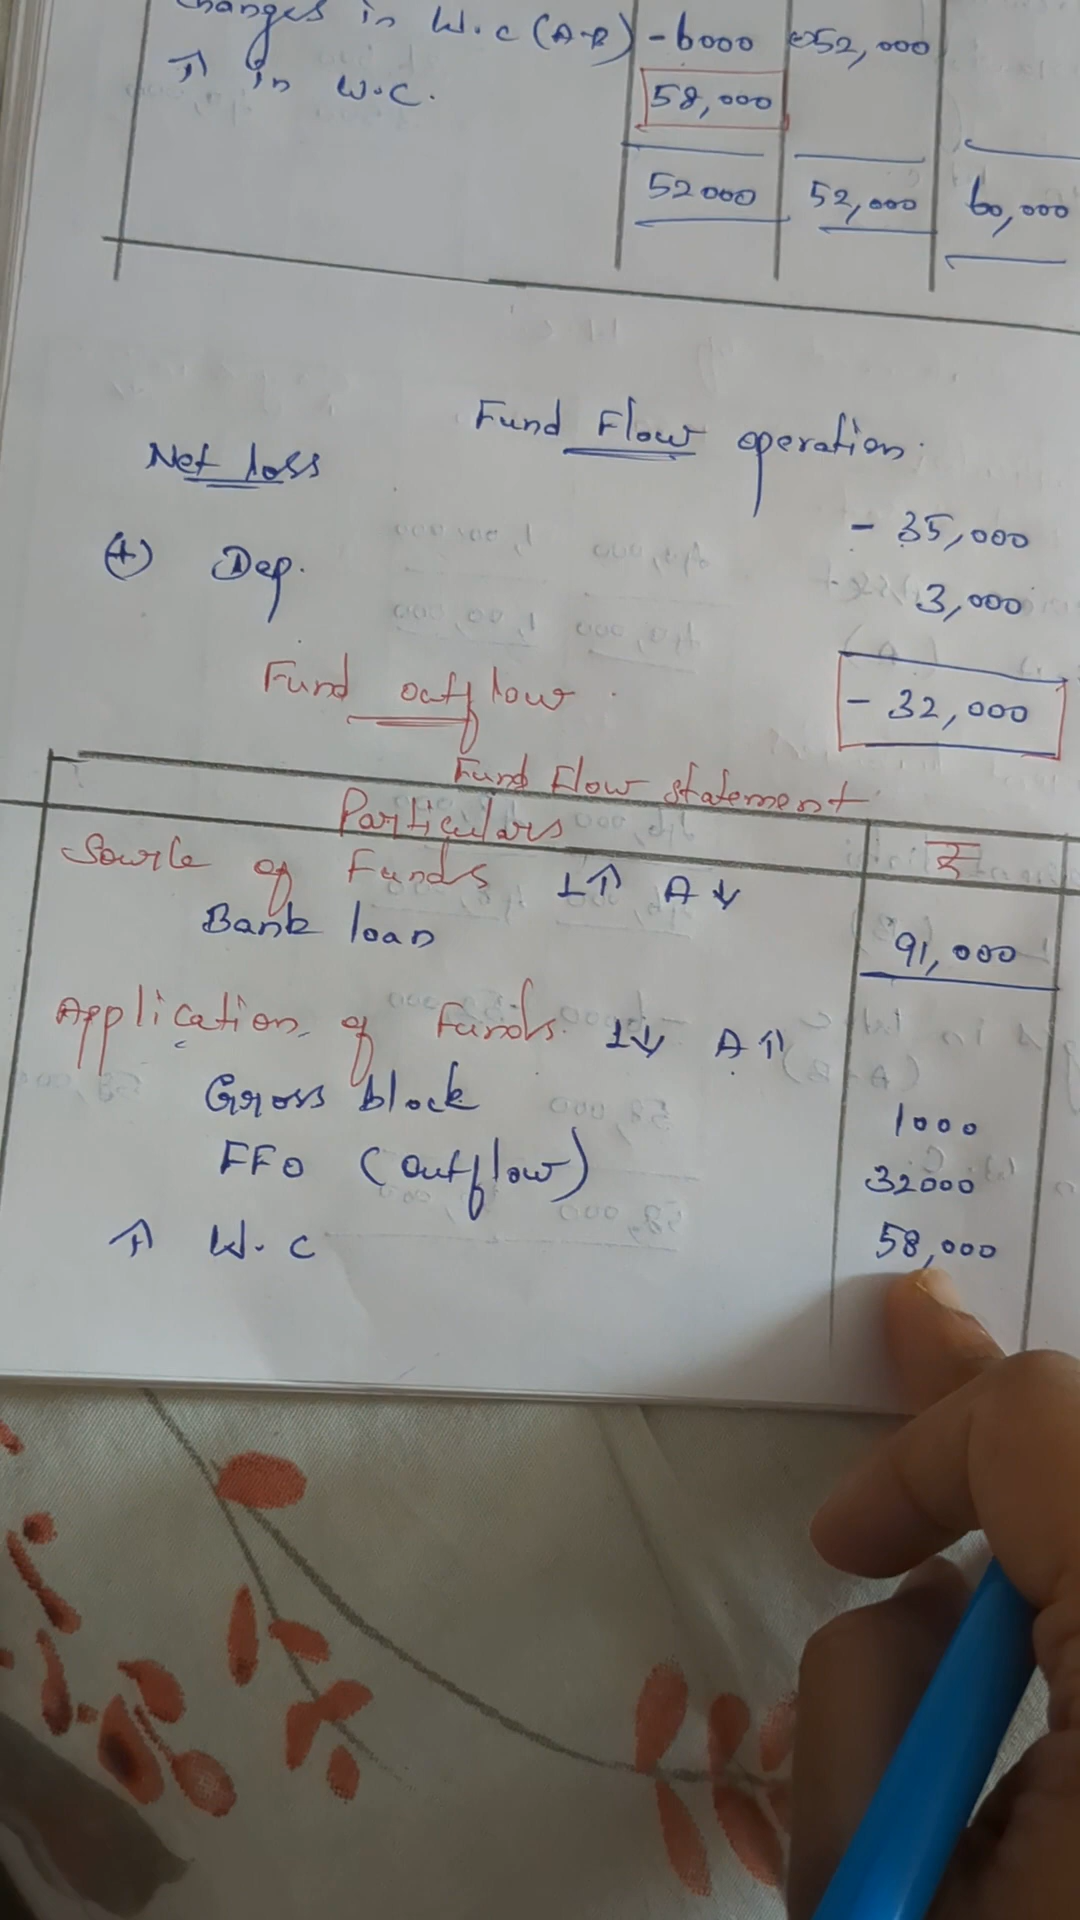 changes in W.C (A-B) -6000 52,000
↑ in W.C. 58,000
52000 52,000 60,000
Fund Flow operation.
Net loss - 35,000
(+) Dep. 3,000
Fund outflow. - 32,000
Fund Flow statement
Particulars ₹
Source of Funds L↑ A↓
Bank loan 91,000
Application of Funds. L↓ A↑
Gross block 1000
FFO (outflow) 32000
↑ W.C 58,000